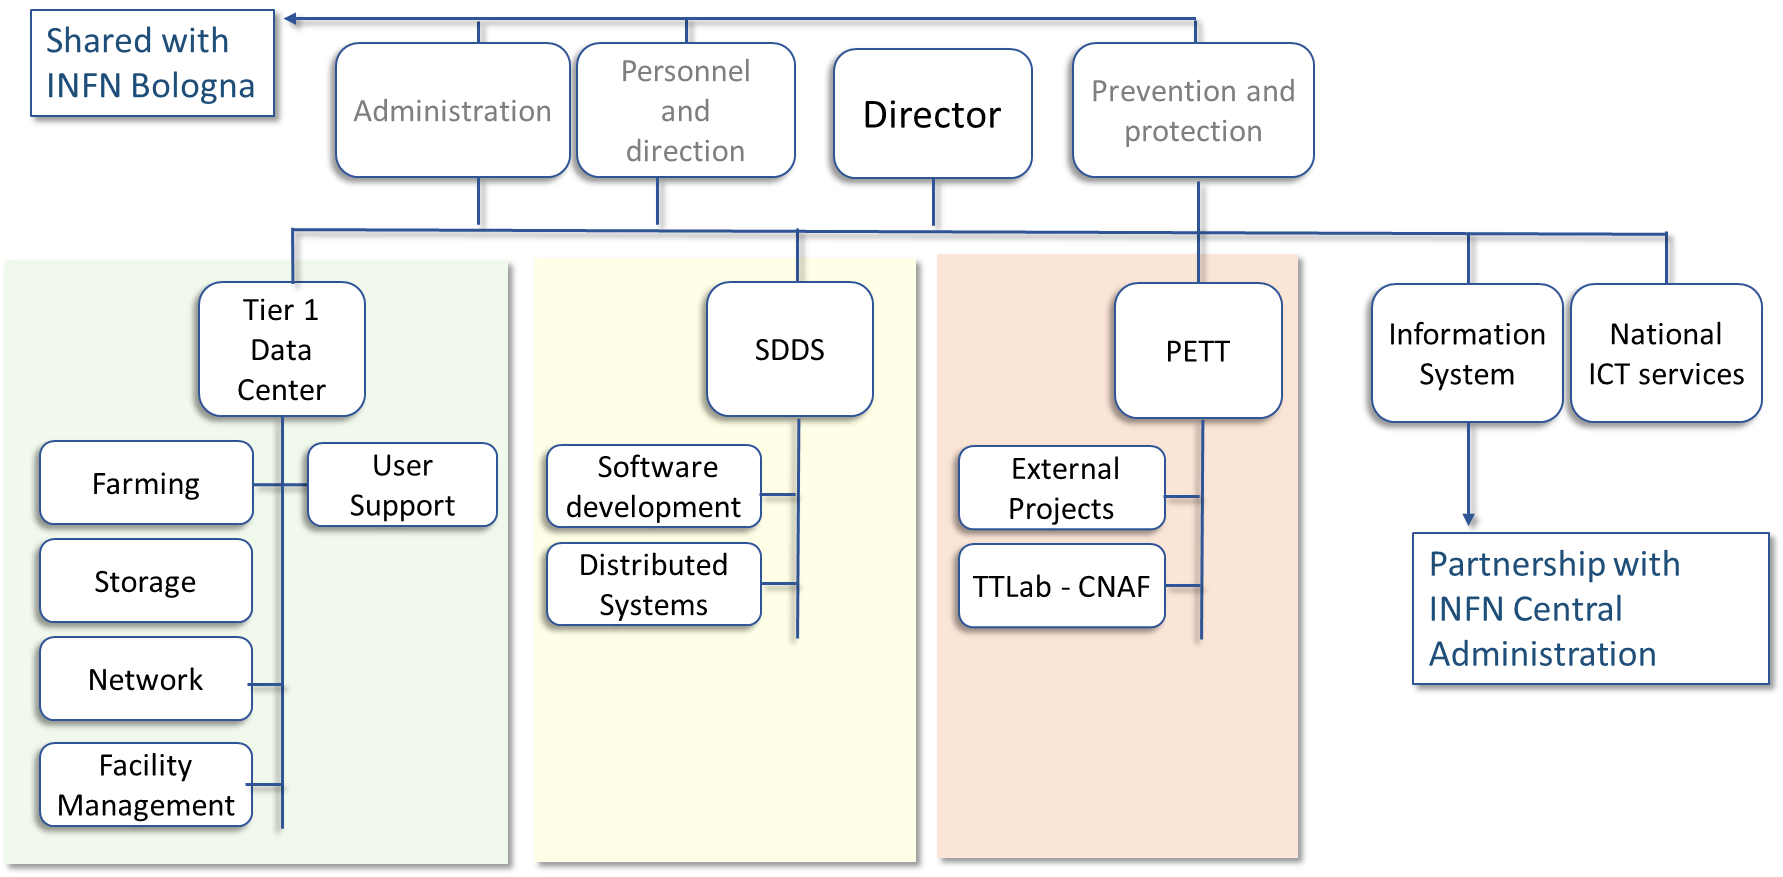 Shared with
INFN Bologna
Administration
Personnel
and
direction
Director
Prevention and
protection
Tier 1
Data
Center
SDDS
PETT
Information
System
National
ICT services
Farming
User
Support
Storage
Network
Facility
Management
Software
development
Distributed
Systems
External
Projects
TTLab - CNAF
Partnership with
INFN Central
Administration